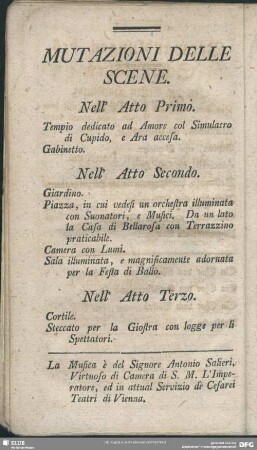 MUTAZIONI DELLE
SCENE.
Nell' Atto Primo.
Tempio dedicato ad Amore col Simulacro
di Cupido, e Ara accesa.
Gabinetto.
Nell' Atto Secondo.
Giardino.
Piazza, in cui vedesi un orchestra illuminata
con Suonatori, e Musici, Da un lato
la Casa di Bellarosa con Terrazzino
praticabile.
Camera con Lumi.
Sala illuminata, e magnificamente adornata
per la Festa di Ballo.
Nell' Atto Terzo.
Cortile.
Steccato per la Giostra con logge per li
Spettatori.
La Musica è del Signore Antonio Salieri,
Virtuoso di Camera di S. M. L'Impe-
ratore, ed in attual Servizio de Cesarei
Teatri di Vienna.
SLUB
DFG